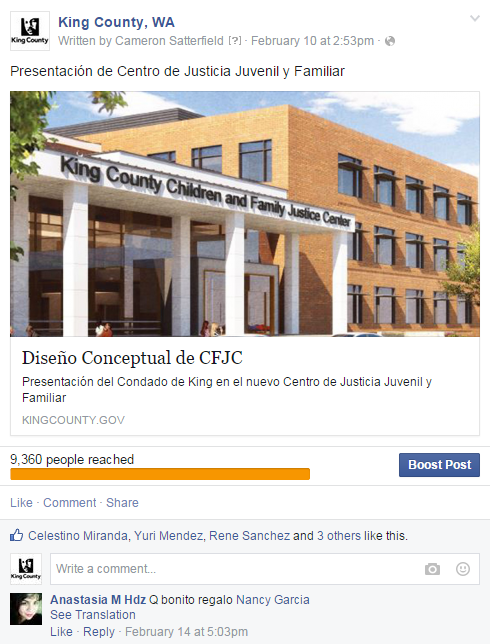 King County, WA
Written by Cameron Satterfield [?] · February 10 at 2:53pm ·
Presentación de Centro de Justicia Juvenil y Familiar
King County Children and Family Justice Center
Diseño Conceptual de CFJC
Presentación del Condado de King en el nuevo Centro de Justicia Juvenil y
Familiar
KINGCOUNTY.GOV
9,360 people reached
Boost Post
Like · Comment · Share
Celestino Miranda, Yuri Mendez, Rene Sanchez and 3 others like this.
King County
Write a comment...
Anastasia M Hdz Q bonito regalo Nancy Garcia
See Translation
Like · Reply · February 14 at 5:03pm